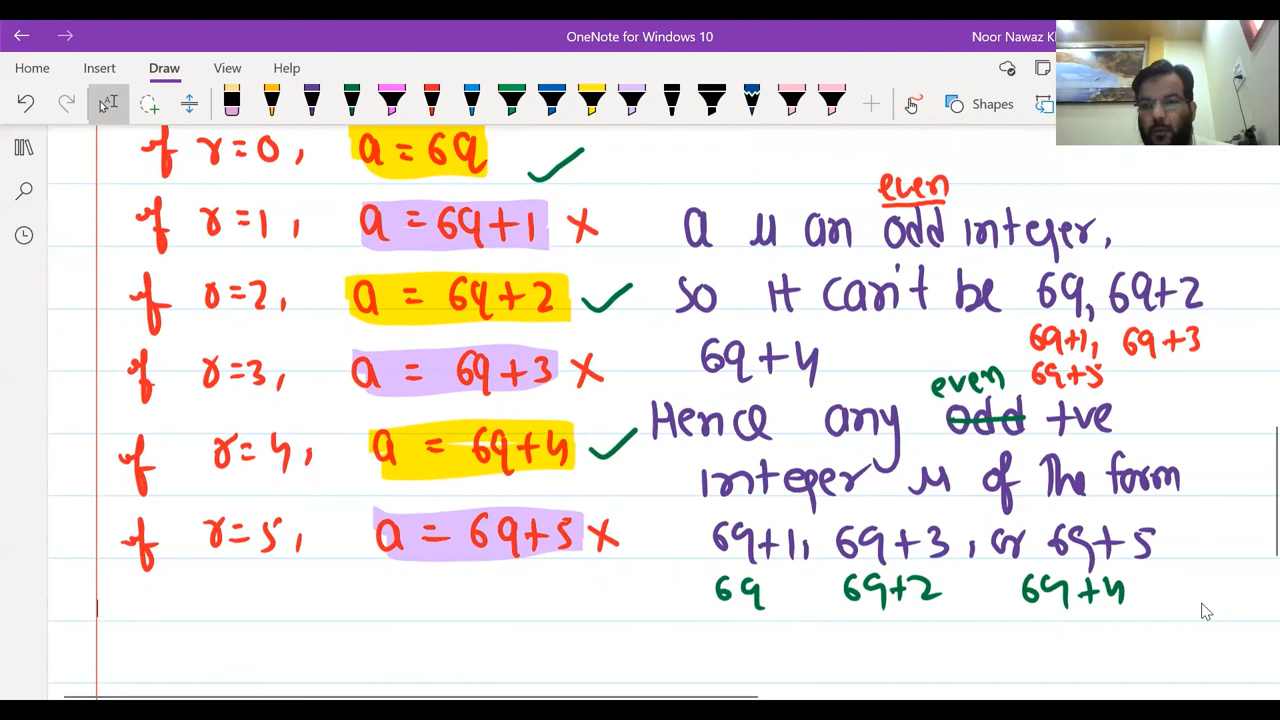 OneNote for Windows 10
Noor Nawaz K
Home Insert Draw View Help
Shapes
if r=0, a=6q
if r=1, a = 6q+1 ×
if r=2, a = 6q+2
if r=3, a = 6q+3 ×
if r=4, a = 6q+4
if r=5, a = 6q+5 ×
even
a is an odd integer,
So it can't be 6q, 6q+2
6q+1, 6q+3
6q+4
6q+5
even
Hence any odd +ve
integer is of the form
6q+1, 6q+3, or 6q+5
6q 6q+2 6q+4